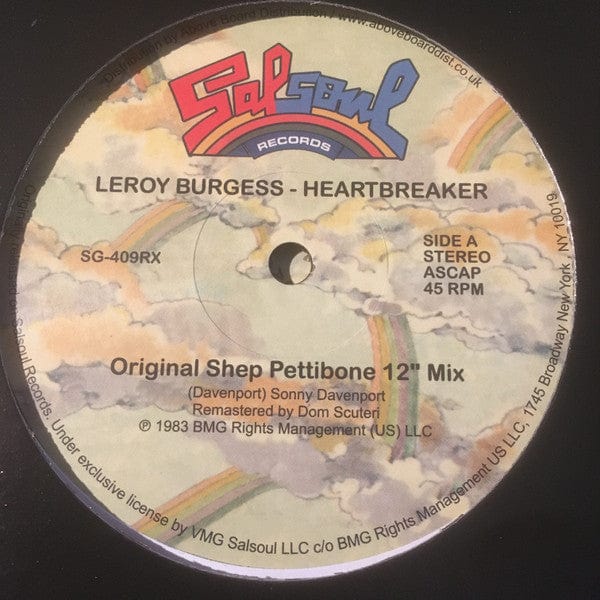 Distribution by Above Board Distribution / www.aboveboarddist.co.uk
Salsoul
RECORDS
LEROY BURGESS - HEARTBREAKER
SG-409RX
SIDE A
STEREO
ASCAP
45 RPM
Original Shep Pettibone 12" Mix
(Davenport) Sonny Davenport
Remastered by Dom Scuteri
℗ 1983 BMG Rights Management (US) LLC
Salsoul Records. Under exclusive license by VMG Salsoul LLC c/o BMG Rights Management US LLC, 1745 Broadway New York , NY 10019